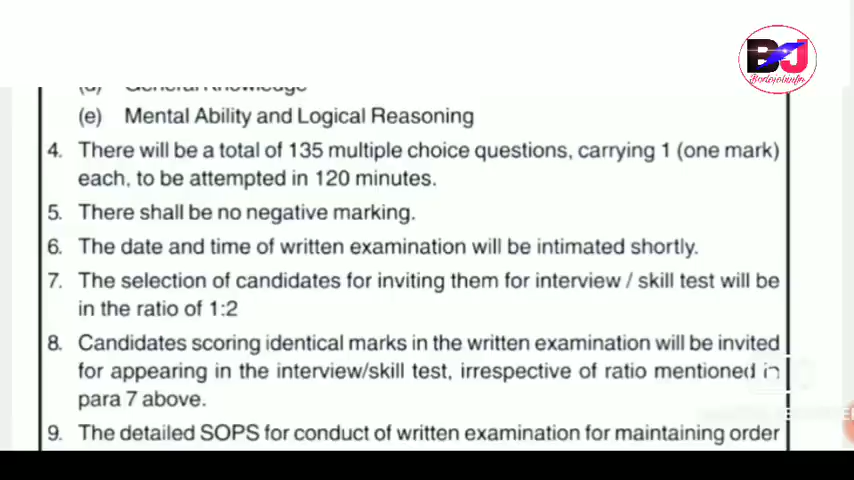 BJ
(e) Mental Ability and Logical Reasoning
4. There will be a total of 135 multiple choice questions, carrying 1 (one mark)
each, to be attempted in 120 minutes.
5. There shall be no negative marking.
6. The date and time of written examination will be intimated shortly.
7. The selection of candidates for inviting them for interview / skill test will be
in the ratio of 1:2
8. Candidates scoring identical marks in the written examination will be invited
for appearing in the interview/skill test, irrespective of ratio mentioned in
para 7 above.
9. The detailed SOPS for conduct of written examination for maintaining order